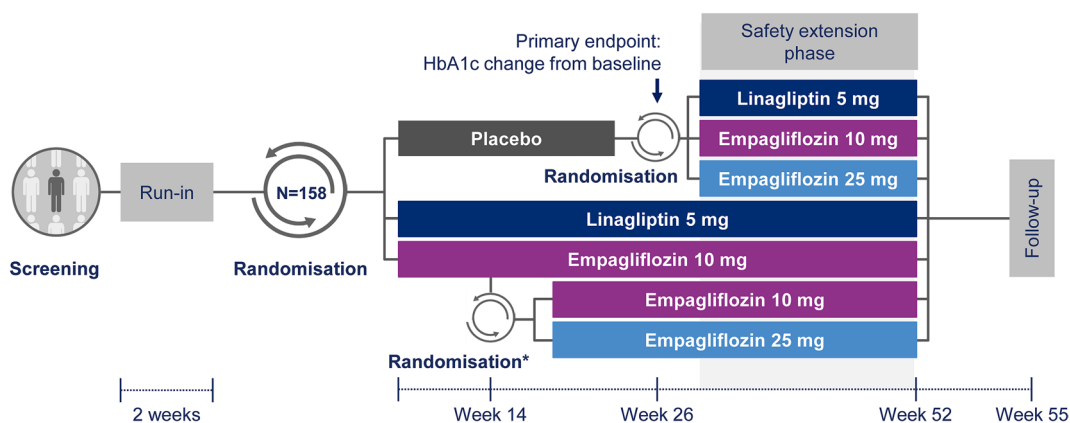 Primary endpoint:
HbA1c change from baseline
Safety extension
phase
Linagliptin 5 mg
Placebo
Empagliflozin 10 mg
Empagliflozin 25 mg
Randomisation
Run-in
N=158
Linagliptin 5 mg
Follow-up
Screening
Randomisation
Empagliflozin 10 mg
Empagliflozin 10 mg
Empagliflozin 25 mg
Randomisation*
2 weeks
Week 14
Week 26
Week 52
Week 55